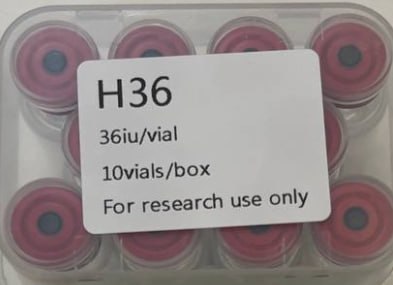 H36
36iu/vial
10vials/box
For research use only